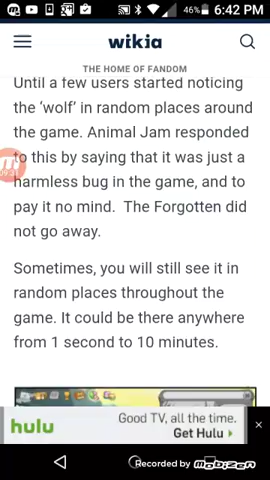 46% 6:42 PM
wikia
THE HOME OF FANDOM
Until a few users started noticing
the ‘wolf’ in random places around
the game. Animal Jam responded
to this by saying that it was just a
harmless bug in the game, and to
pay it no mind.  The Forgotten did
not go away.
09:31
Sometimes, you will still see it in
random places throughout the
game. It could be there anywhere
from 1 second to 10 minutes.
hulu
Good TV, all the time.
Get Hulu
Recorded by mobizen